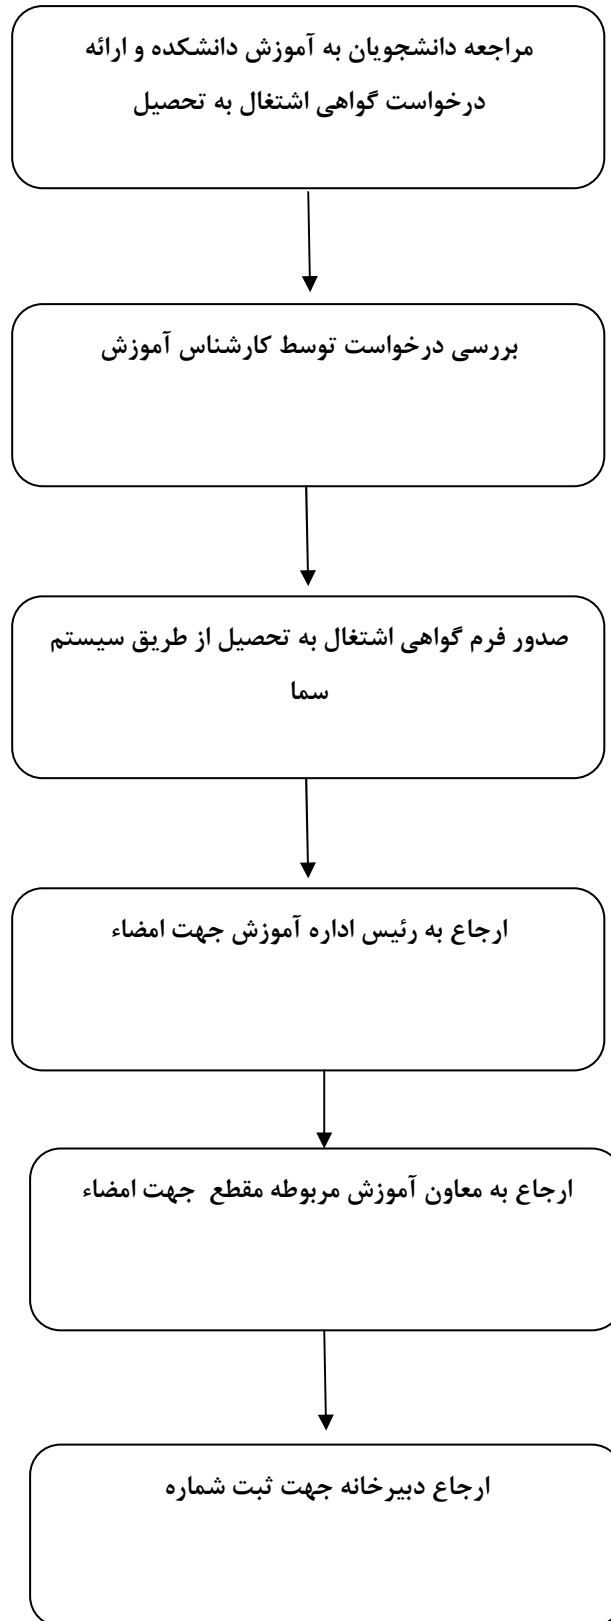 مراجعه دانشجویان به آموزش دانشکده و ارائه
درخواست گواهی اشتغال به تحصیل
بررسی درخواست توسط کارشناس آموزش
صدور فرم گواهی اشتغال به تحصیل از طریق سیستم
سما
ارجاع به رئیس اداره آموزش جهت امضاء
ارجاع به معاون آموزش مربوطه مقطع جهت امضاء
ارجاع دبیرخانه جهت ثبت شماره